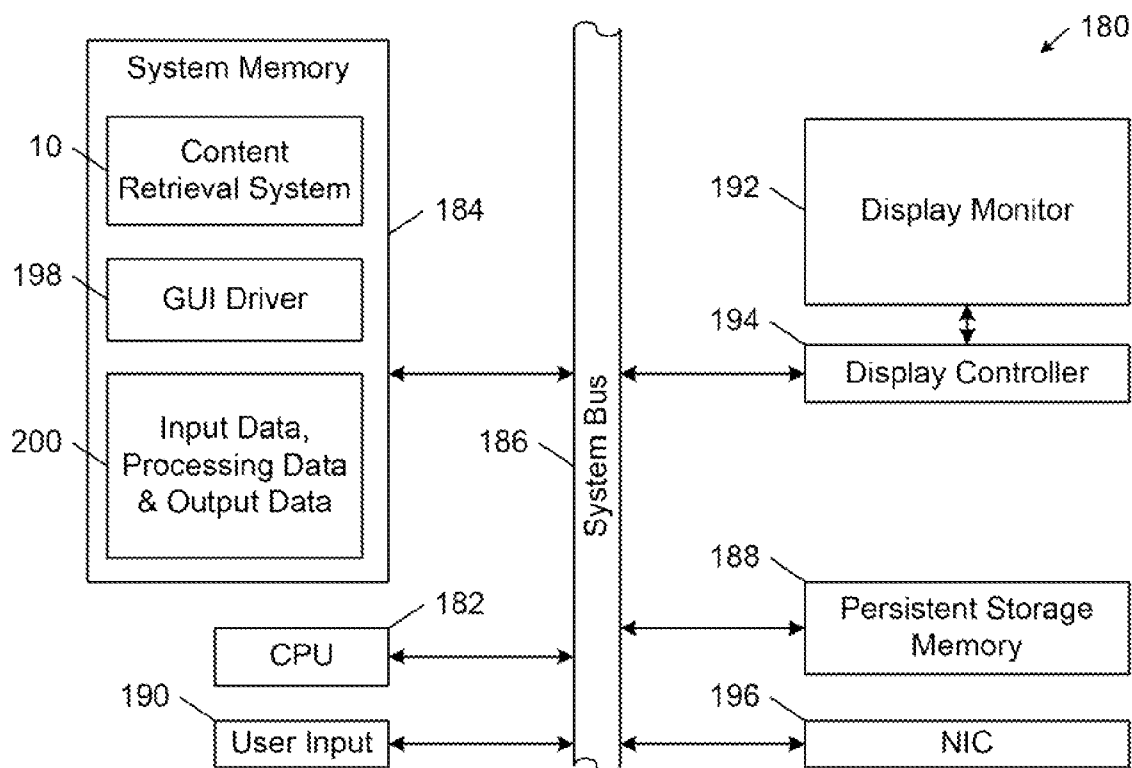 180
System Memory
10
Content
Retrieval System
184
198
GUI Driver
200
Input Data,
Processing Data
& Output Data
182
CPU
190
User Input
186
System Bus
192
Display Monitor
194
Display Controller
188
Persistent Storage
Memory
196
NIC